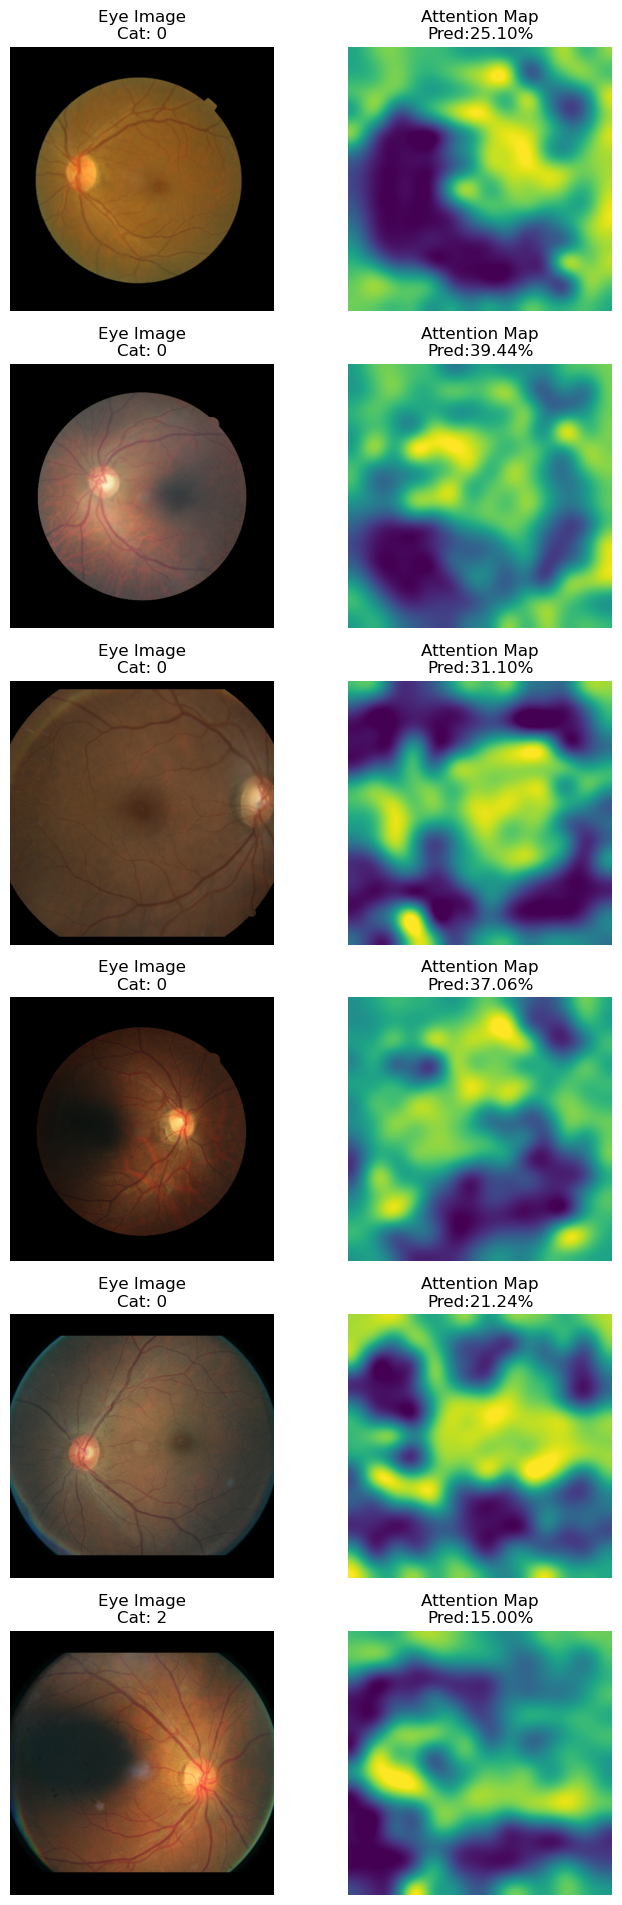 Eye Image
Cat: 0
Attention Map
Pred:25.10%
Eye Image
Cat: 0
Attention Map
Pred:39.44%
Eye Image
Cat: 0
Attention Map
Pred:31.10%
Eye Image
Cat: 0
Attention Map
Pred:37.06%
Eye Image
Cat: 0
Attention Map
Pred:21.24%
Eye Image
Cat: 2
Attention Map
Pred:15.00%